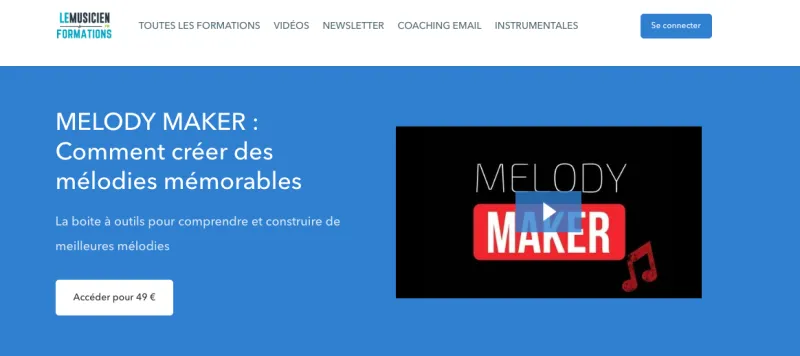 LEMUSICIEN
FORMATIONS
TOUTES LES FORMATIONS
VIDÉOS
NEWSLETTER
COACHING EMAIL
INSTRUMENTALES
Se connecter
MELODY MAKER :
Comment créer des
mélodies mémorables
La boite à outils pour comprendre et construire de
meilleures mélodies
Accéder pour 49 €
MELODY
MAKER